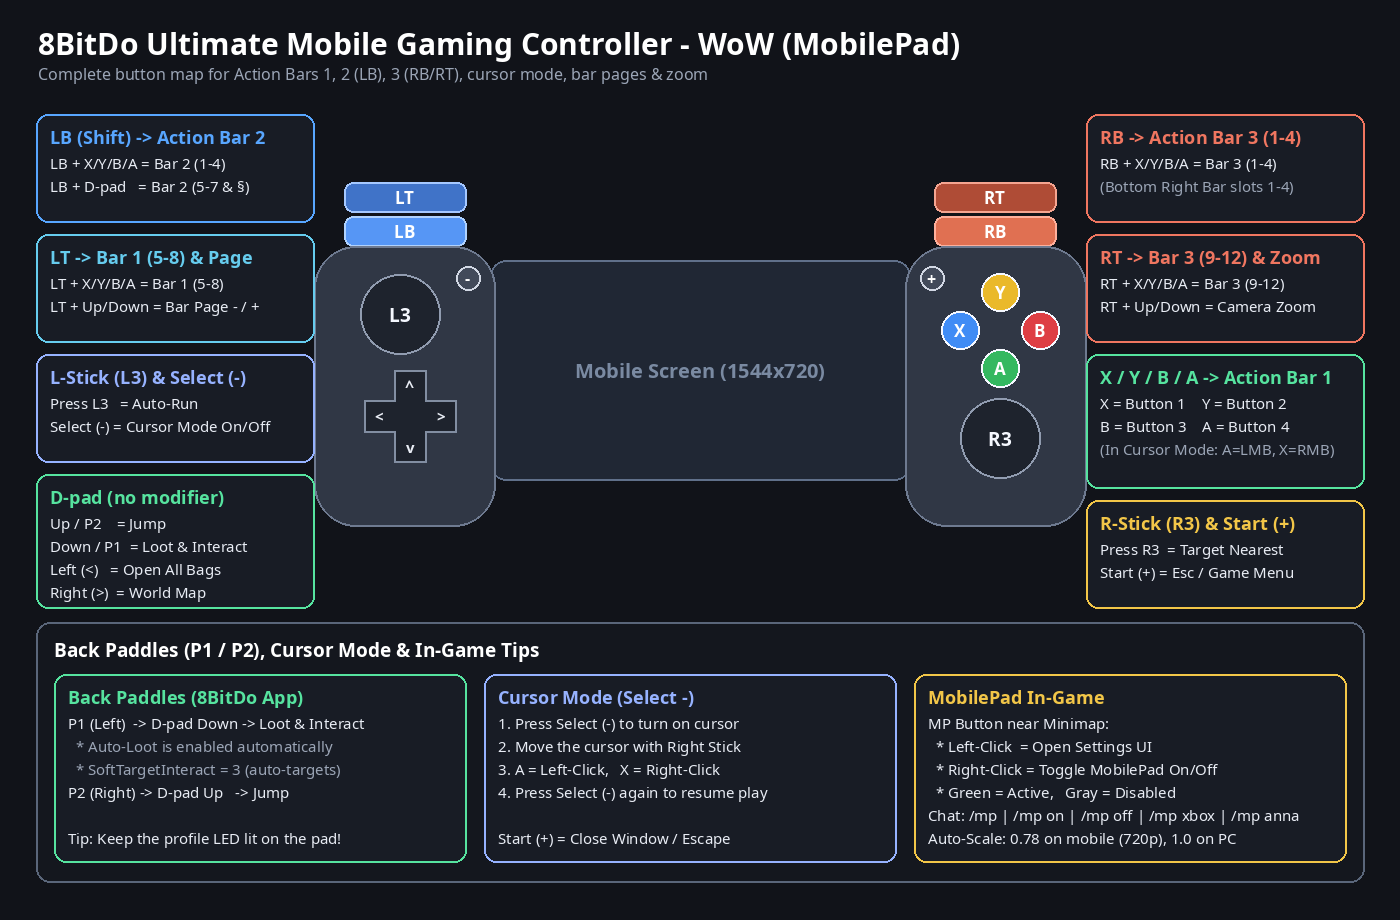 8BitDo Ultimate Mobile Gaming Controller - WoW (MobilePad)
Complete button map for Action Bars 1, 2 (LB), 3 (RB/RT), cursor mode, bar pages & zoom
LB (Shift) -> Action Bar 2
LB + X/Y/B/A = Bar 2 (1-4)
LB + D-pad = Bar 2 (5-7 & §)
LT -> Bar 1 (5-8) & Page
LT + X/Y/B/A = Bar 1 (5-8)
LT + Up/Down = Bar Page - / +
L-Stick (L3) & Select (-)
Press L3 = Auto-Run
Select (-) = Cursor Mode On/Off
D-pad (no modifier)
Up / P2 = Jump
Down / P1 = Loot & Interact
Left (<) = Open All Bags
Right (>) = World Map
LT
LB
-
L3
^
< >
v
Mobile Screen (1544x720)
RT
RB
+
Y
X B
A
R3
RB -> Action Bar 3 (1-4)
RB + X/Y/B/A = Bar 3 (1-4)
(Bottom Right Bar slots 1-4)
RT -> Bar 3 (9-12) & Zoom
RT + X/Y/B/A = Bar 3 (9-12)
RT + Up/Down = Camera Zoom
X / Y / B / A -> Action Bar 1
X = Button 1 Y = Button 2
B = Button 3 A = Button 4
(In Cursor Mode: A=LMB, X=RMB)
R-Stick (R3) & Start (+)
Press R3 = Target Nearest
Start (+) = Esc / Game Menu
Back Paddles (P1 / P2), Cursor Mode & In-Game Tips
Back Paddles (8BitDo App)
P1 (Left) -> D-pad Down -> Loot & Interact
* Auto-Loot is enabled automatically
* SoftTargetInteract = 3 (auto-targets)
P2 (Right) -> D-pad Up -> Jump
Tip: Keep the profile LED lit on the pad!
Cursor Mode (Select -)
1. Press Select (-) to turn on cursor
2. Move the cursor with Right Stick
3. A = Left-Click, X = Right-Click
4. Press Select (-) again to resume play
Start (+) = Close Window / Escape
MobilePad In-Game
MP Button near Minimap:
* Left-Click = Open Settings UI
* Right-Click = Toggle MobilePad On/Off
* Green = Active, Gray = Disabled
Chat: /mp | /mp on | /mp off | /mp xbox | /mp anna
Auto-Scale: 0.78 on mobile (720p), 1.0 on PC